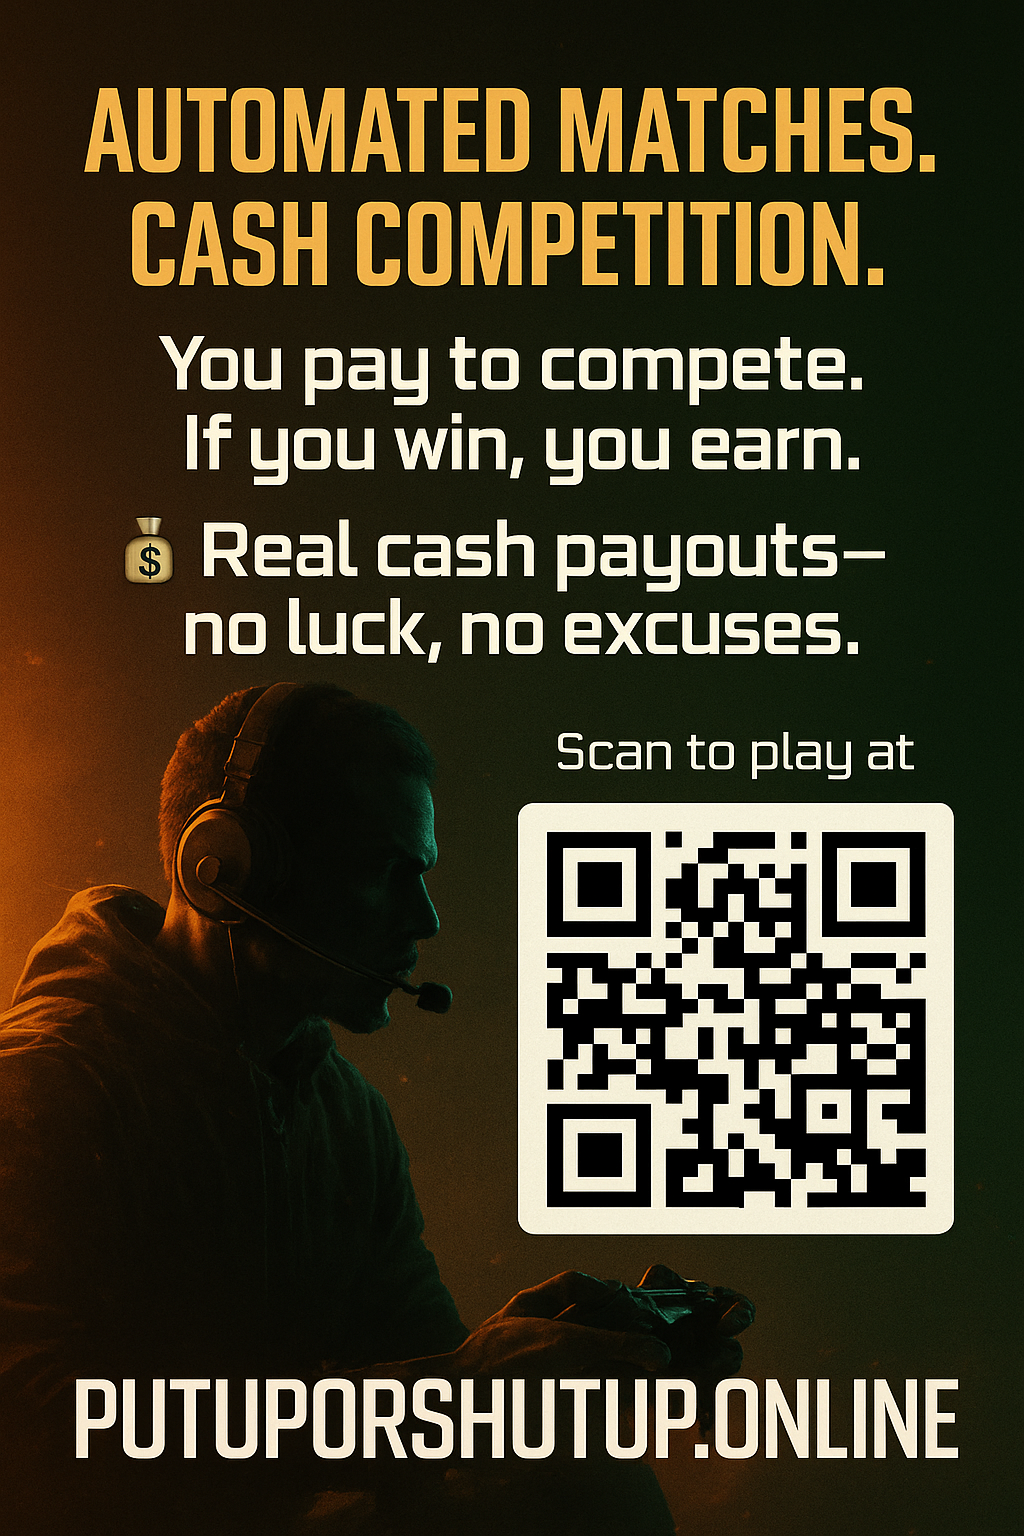 AUTOMATED MATCHES.
CASH COMPETITION.
You pay to compete.
If you win, you earn.
💰 Real cash payouts—
no luck, no excuses.
Scan to play at
PUTUPORSHUTUP.ONLINE